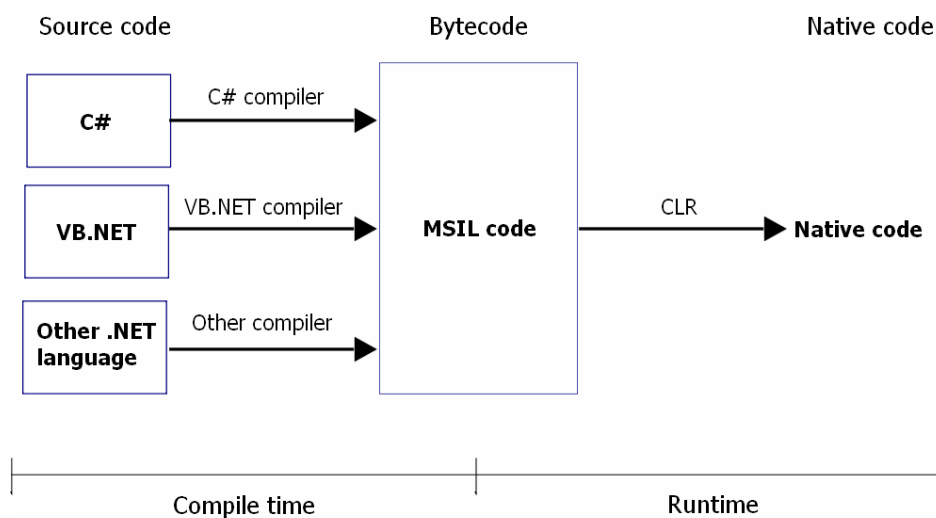 Source code
Bytecode
Native code
C#
C# compiler
VB.NET
VB.NET compiler
MSIL code
CLR
Native code
Other .NET
language
Other compiler
Compile time
Runtime